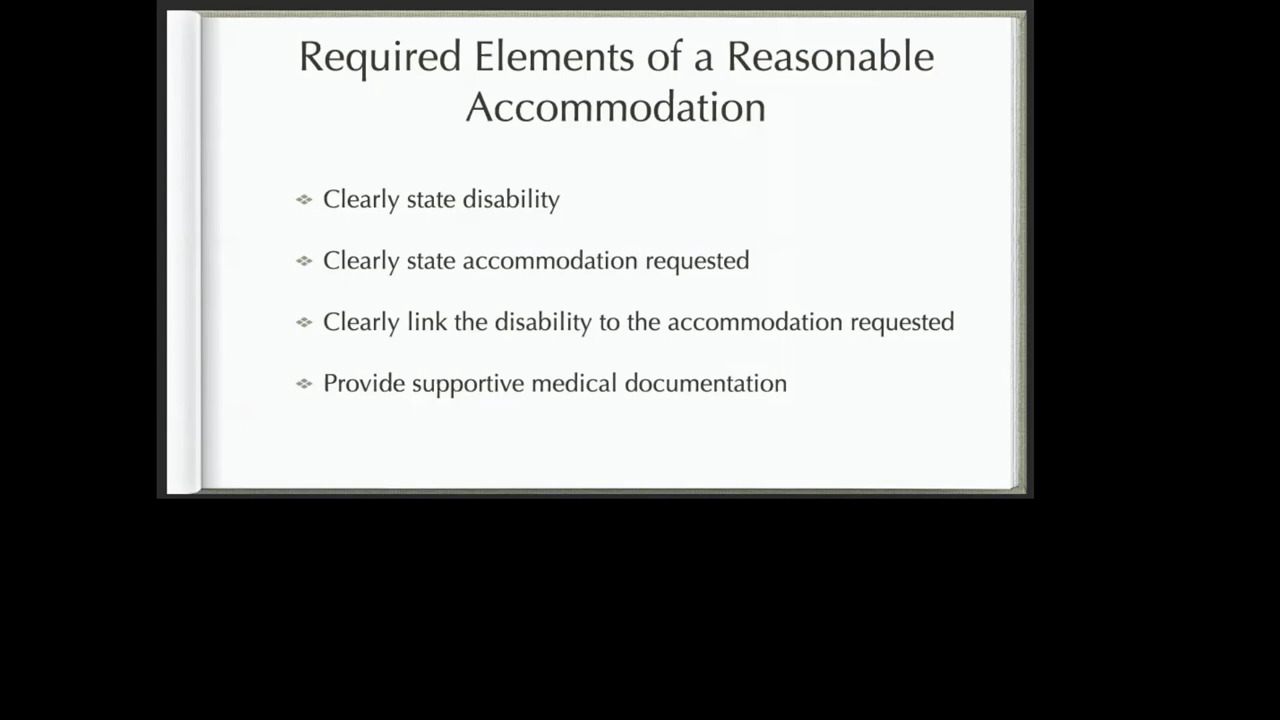 Required Elements of a Reasonable
Accommodation
Clearly state disability
Clearly state accommodation requested
Clearly link the disability to the accommodation requested
Provide supportive medical documentation